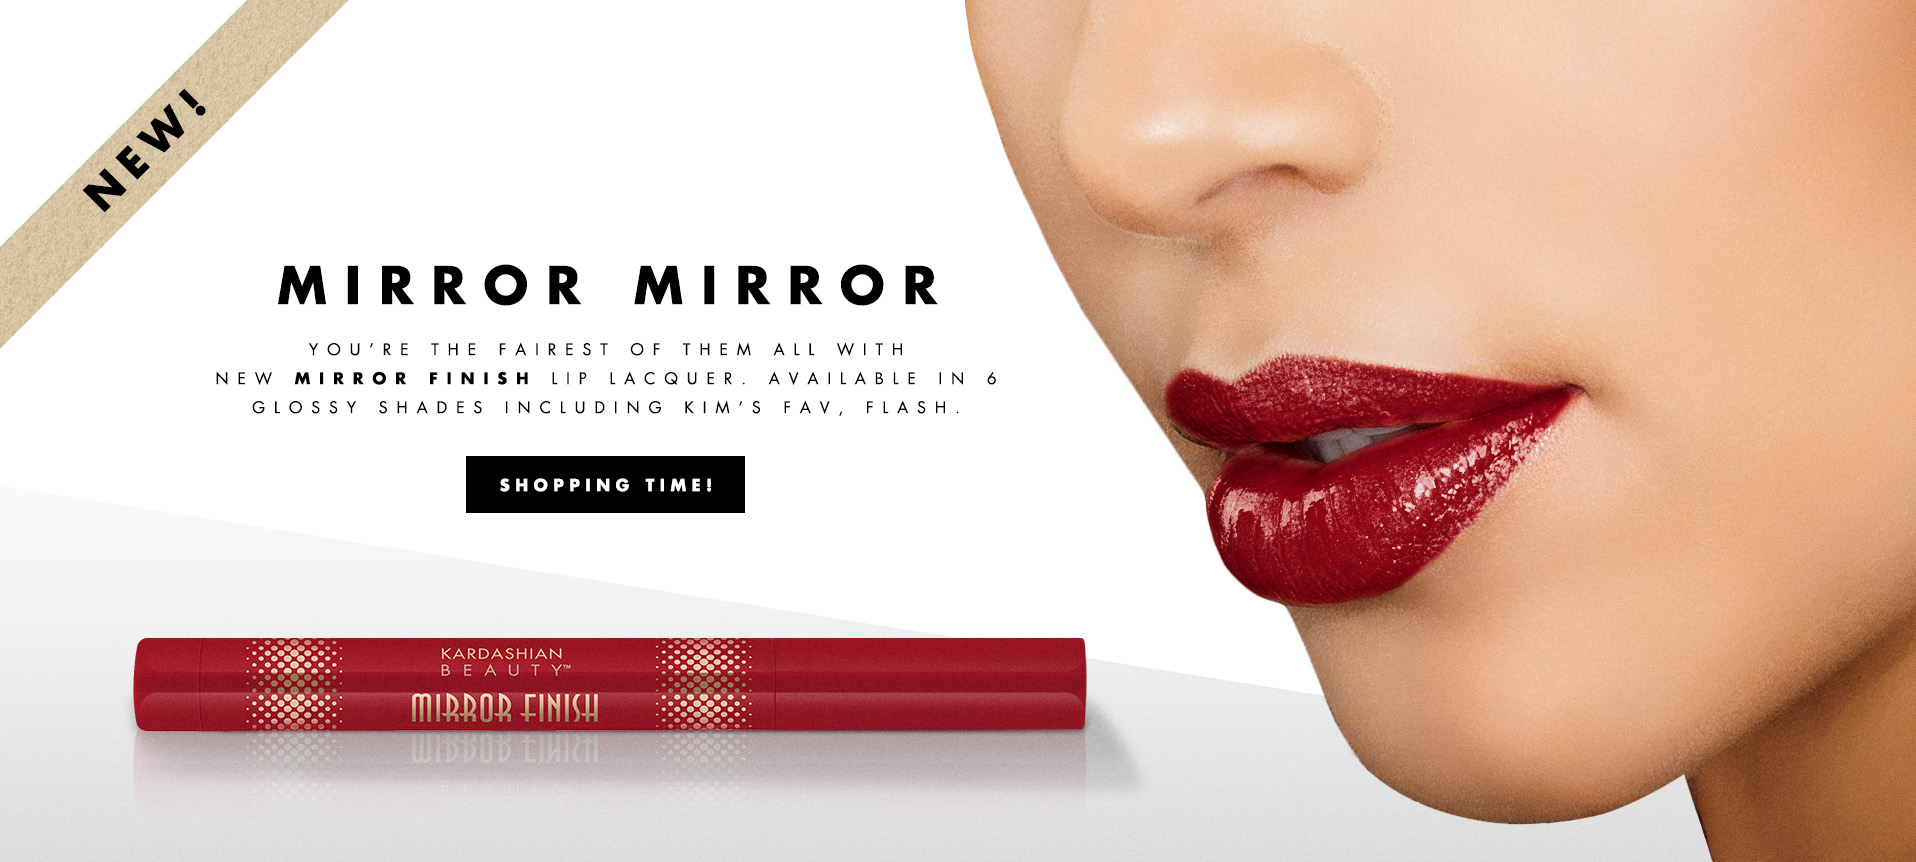 NEW!
MIRROR MIRROR
YOU'RE THE FAIREST OF THEM ALL WITH
NEW MIRROR FINISH LIP LACQUER. AVAILABLE IN 6
GLOSSY SHADES INCLUDING KIM'S FAV, FLASH.
SHOPPING TIME!
KARDASHIAN
BEAUTY™
MIRROR FINISH